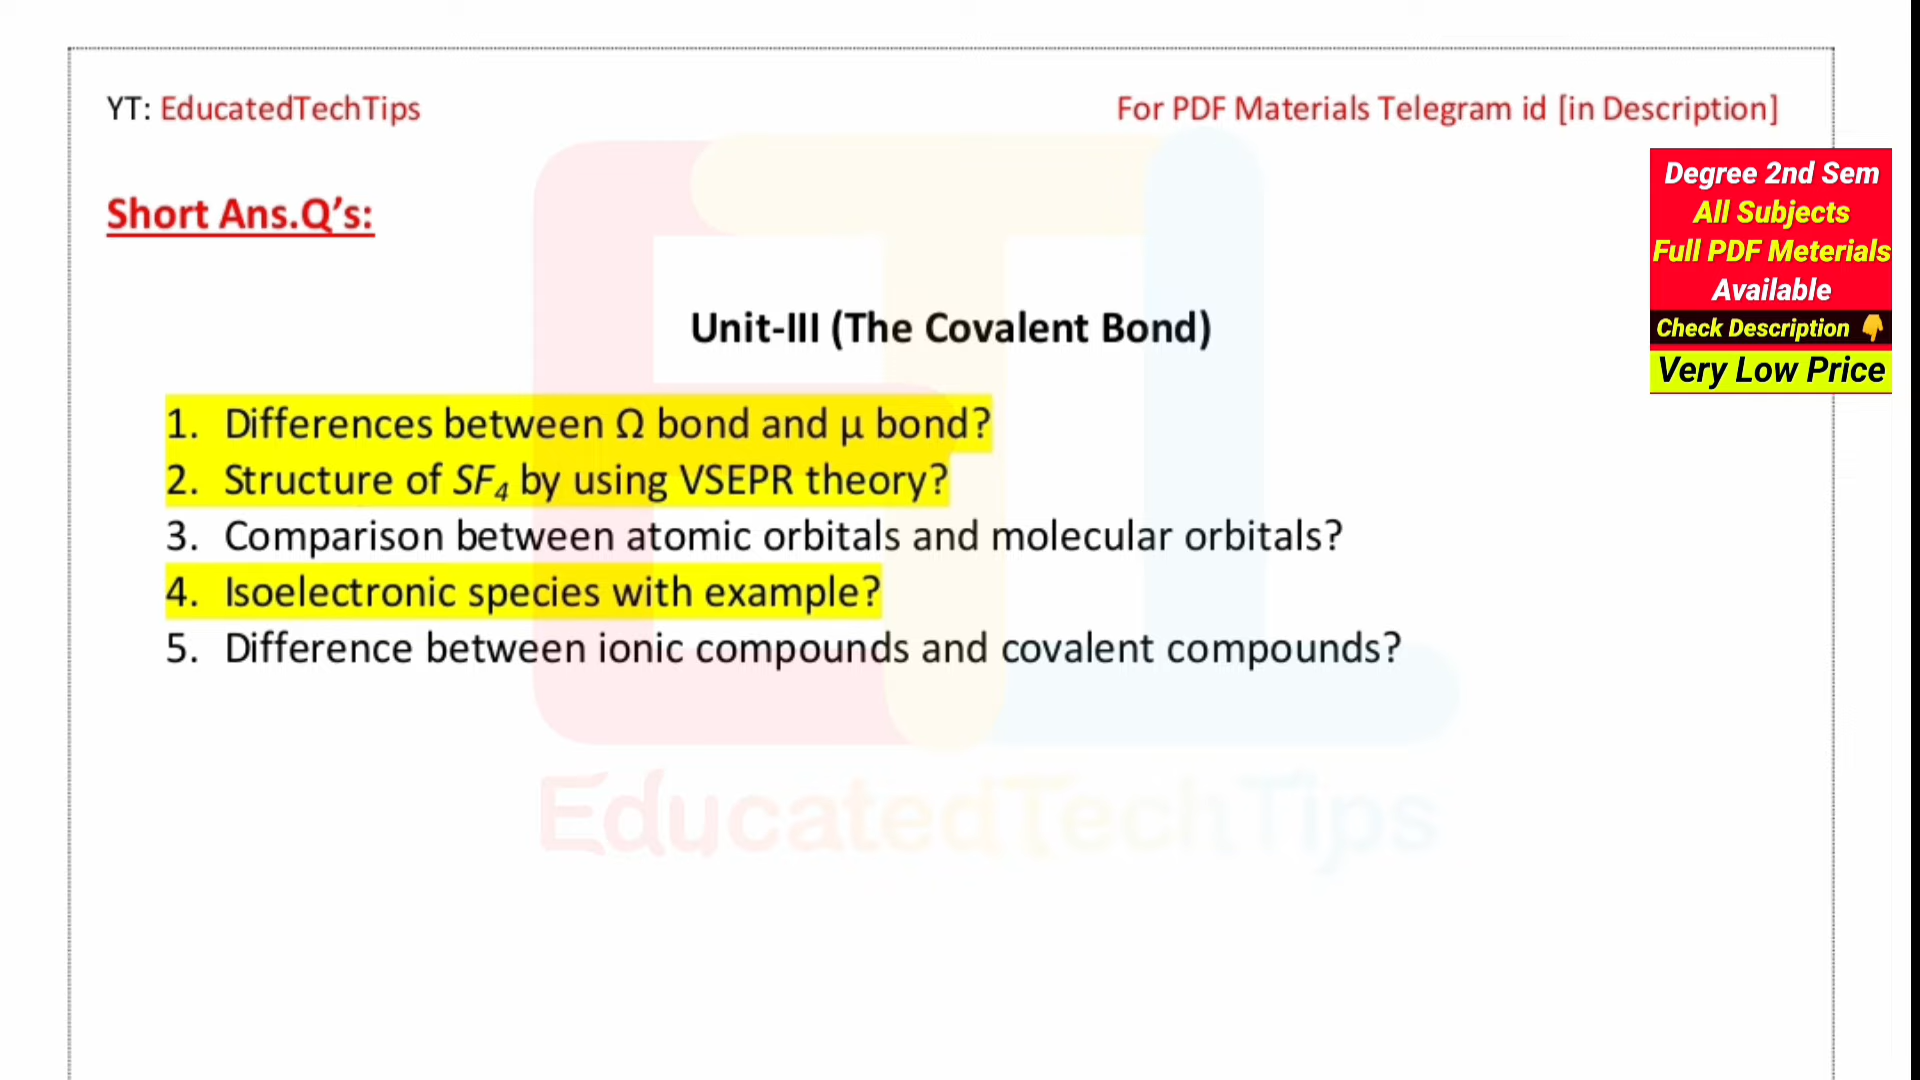 YT: EducatedTechTips
For PDF Materials Telegram id [in Description]
Degree 2nd Sem
All Subjects
Full PDF Meterials
Available
Check Description 👇
Very Low Price
Short Ans.Q’s:
Unit-III (The Covalent Bond)
1. Differences between Ω bond and µ bond?
2. Structure of SF₄ by using VSEPR theory?
3. Comparison between atomic orbitals and molecular orbitals?
4. Isoelectronic species with example?
5. Difference between ionic compounds and covalent compounds?
EducatedTechTips